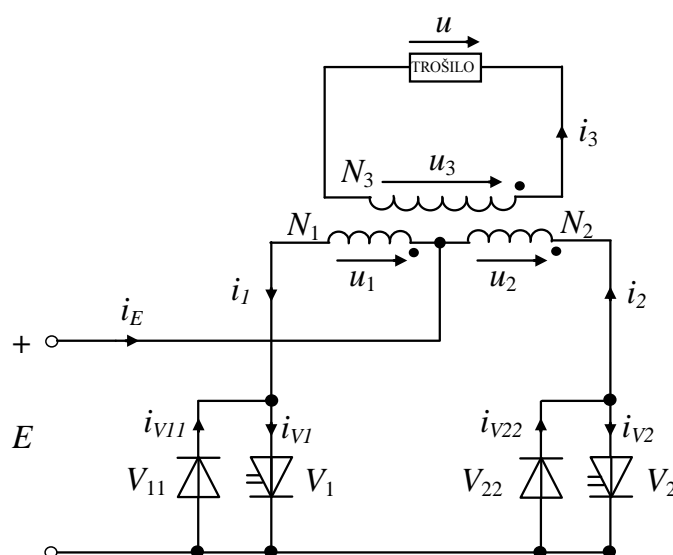 u
TROŠILO
i3
N3 u3
N1 N2
u1 u2
i1 i2
iE
+
E
iV11 iV1 iV22 iV2
V11 V1 V22 V2